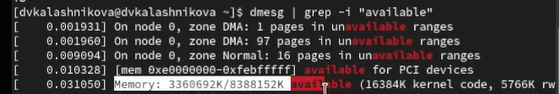 [dvkalashnikova@dvkalashnikova ~]$ dmesg | grep -i "available"
[    0.001931] On node 0, zone DMA: 1 pages in unavailable ranges
[    0.001960] On node 0, zone DMA: 97 pages in unavailable ranges
[    0.009094] On node 0, zone Normal: 16 pages in unavailable ranges
[    0.010328] [mem 0xe0000000-0xfebfffff] available for PCI devices
[    0.031050] Memory: 3360692K/8388152K available (16384K kernel code, 5766K rw